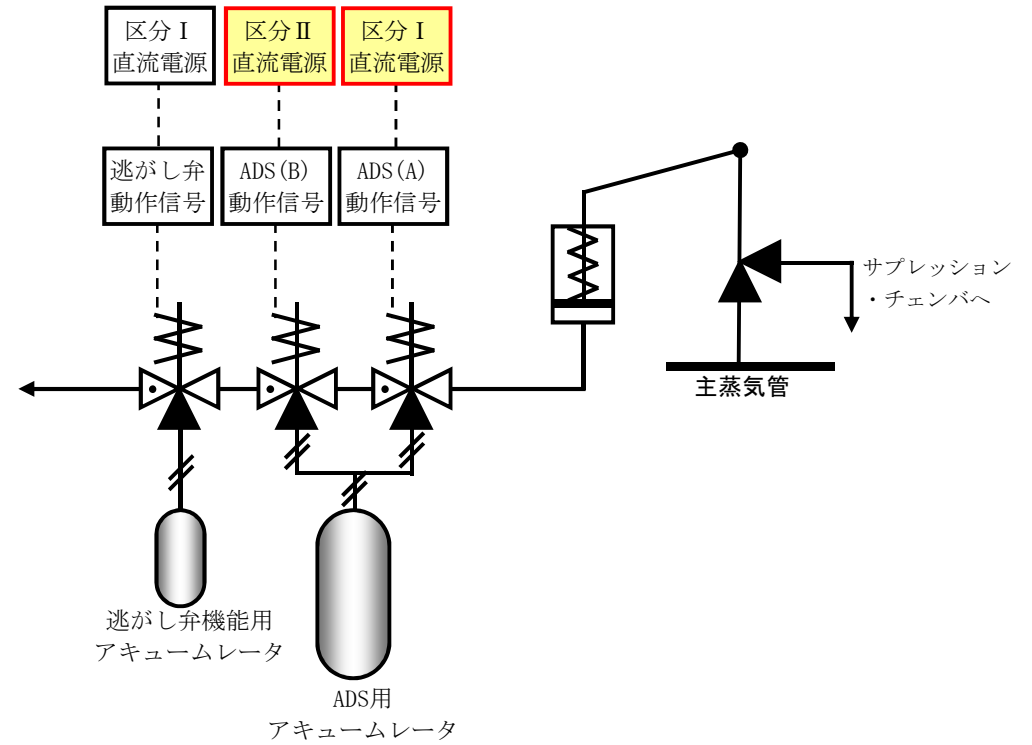 区分Ⅰ
直流電源
区分Ⅱ
直流電源
区分Ⅰ
直流電源
逃がし弁
動作信号
ADS(B)
動作信号
ADS(A)
動作信号
サプレッション
・チェンバへ
主蒸気管
逃がし弁機能用
アキュームレータ
ADS用
アキュームレータ